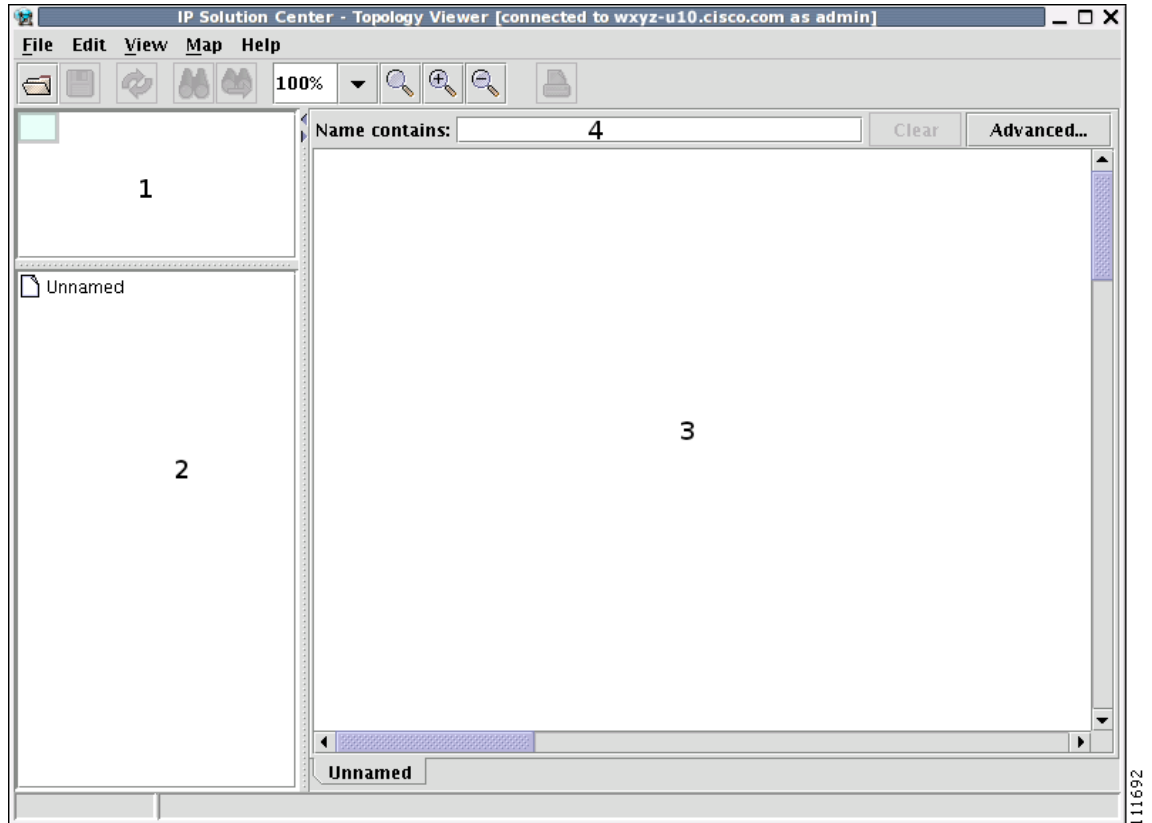 IP Solution Center - Topology Viewer [connected to wxyz-u10.cisco.com as admin]
File Edit View Map Help
100%
Name contains: 4 Clear Advanced...
1
Unnamed
2
3
Unnamed
111692